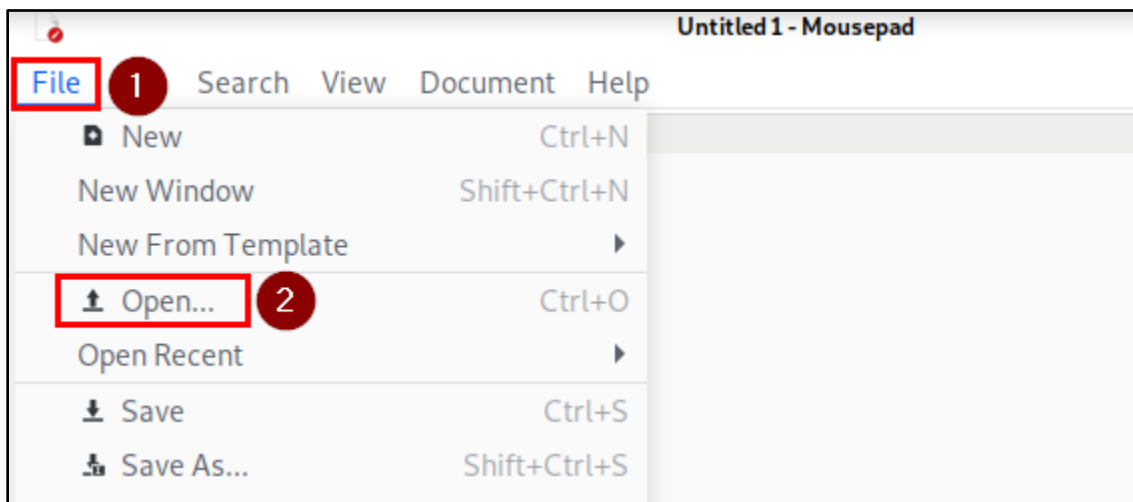 Untitled 1 - Mousepad
File 1 Search View Document Help
New Ctrl+N
New Window Shift+Ctrl+N
New From Template
Open... 2 Ctrl+O
Open Recent
Save Ctrl+S
Save As... Shift+Ctrl+S